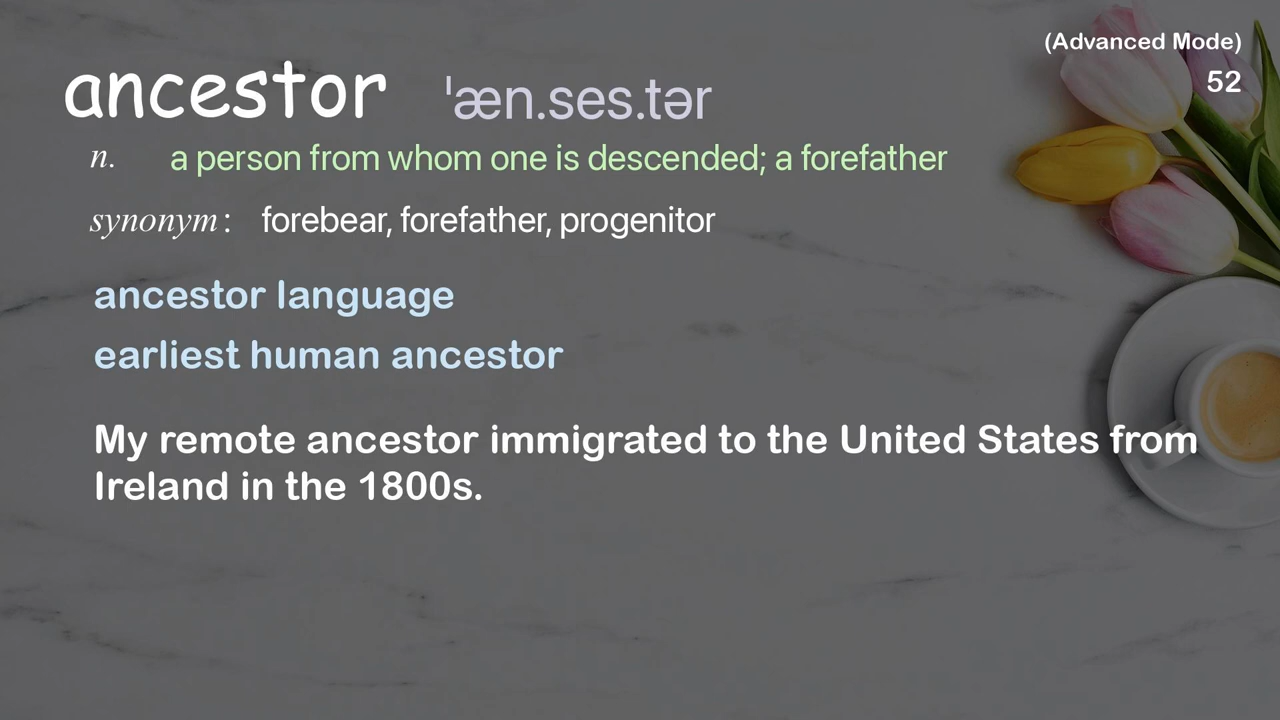 (Advanced Mode)
52
ancestor ˈæn.ses.tər
n. a person from whom one is descended; a forefather
synonym : forebear, forefather, progenitor
ancestor language
earliest human ancestor
My remote ancestor immigrated to the United States from
Ireland in the 1800s.